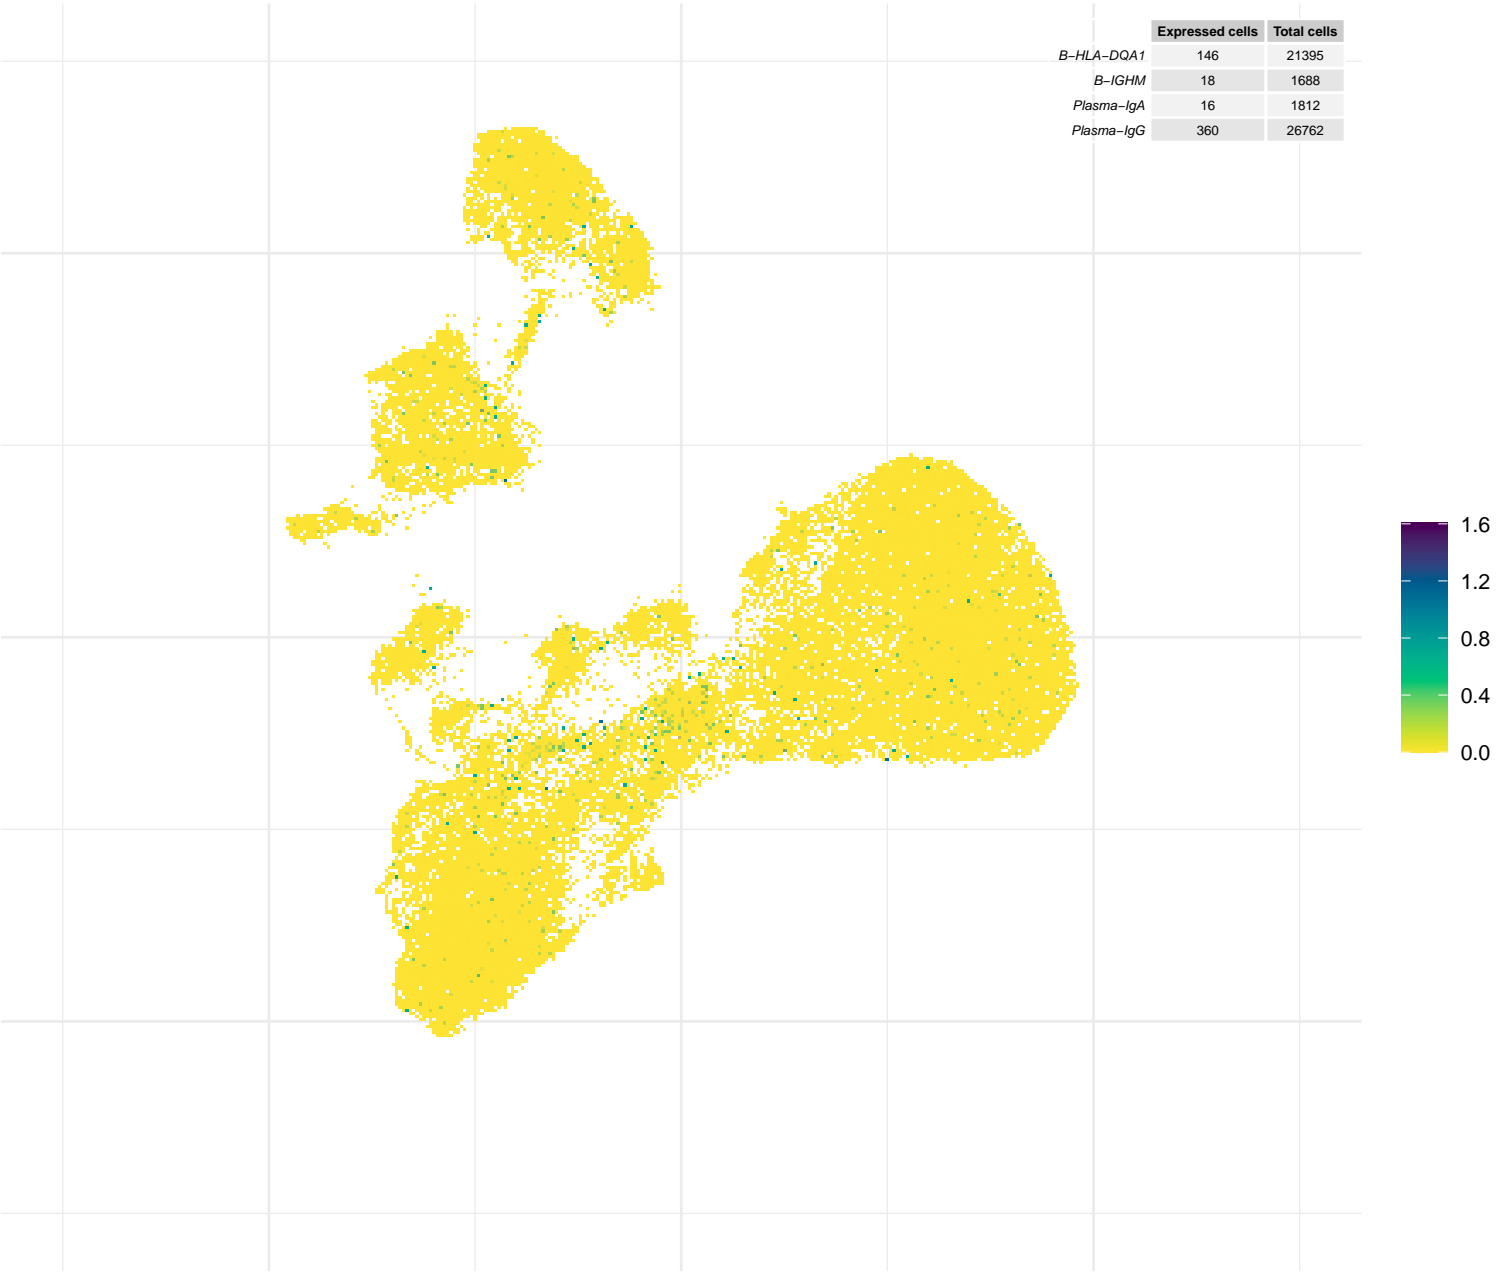 Expressed cells Total cells
B−HLA−DQA1 146 21395
B−IGHM 18 1688
Plasma−IgA 16 1812
Plasma−IgG 360 26762
1.6
1.2
0.8
0.4
0.0